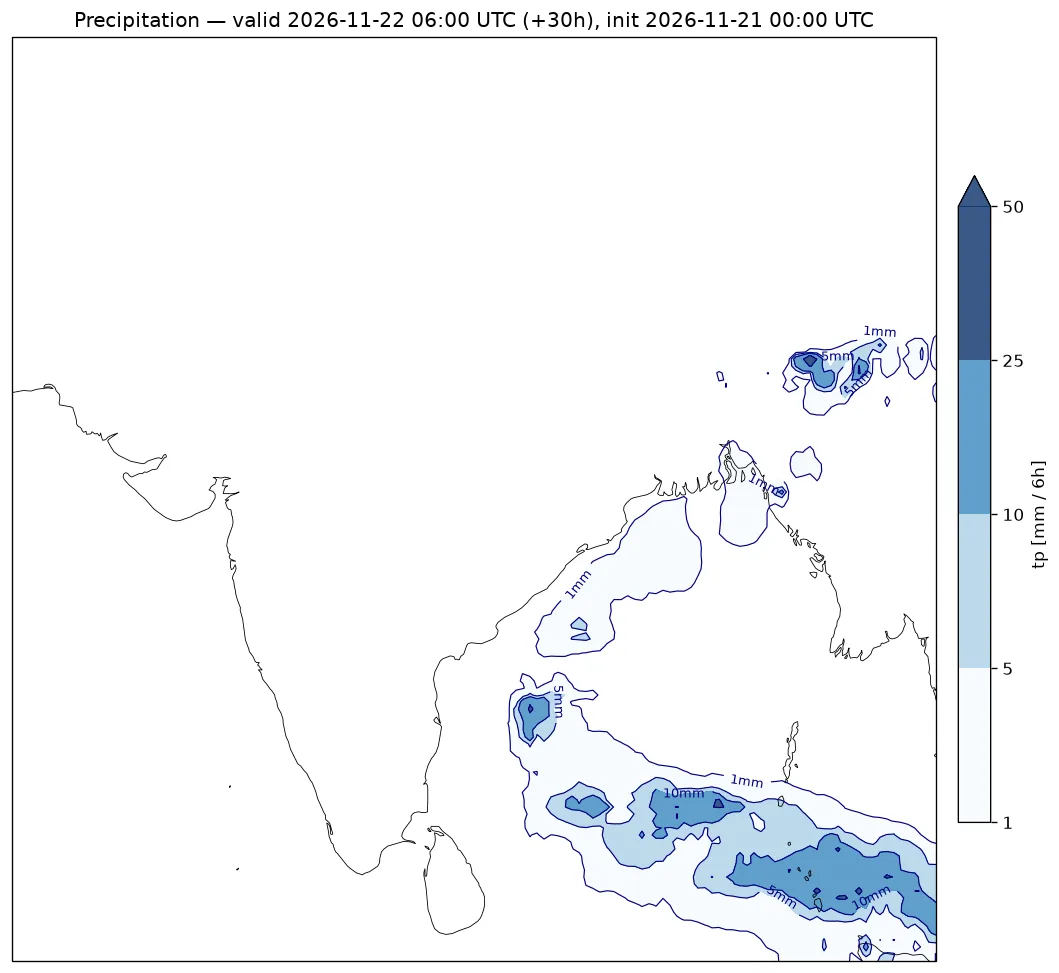 Precipitation — valid 2026-11-22 06:00 UTC (+30h), init 2026-11-21 00:00 UTC
50
25
10
5
1
tp [mm / 6h]
1mm
5mm
5mm
1mm
1mm
5mm
1mm
10mm
5mm
10mm